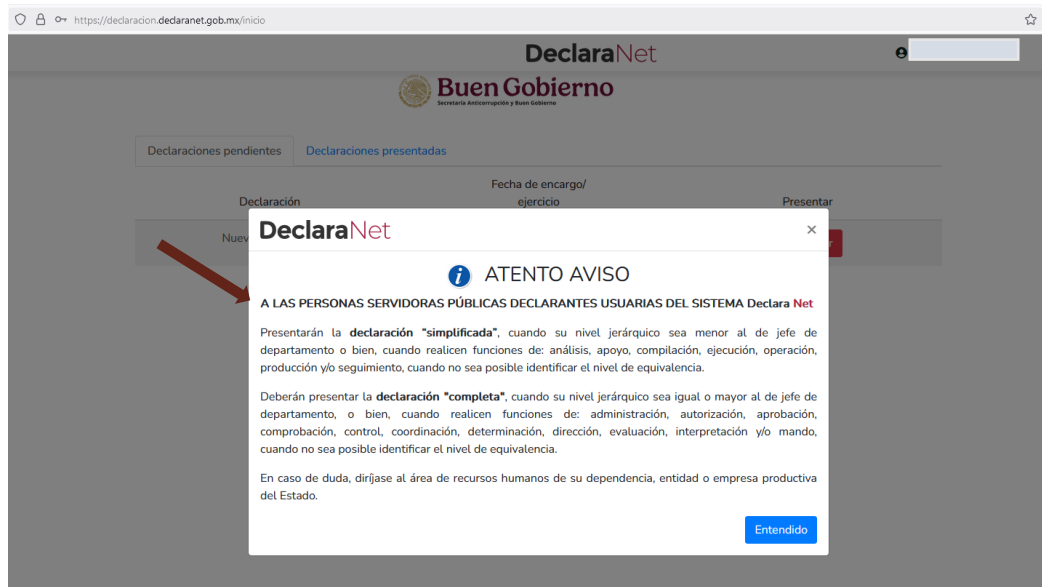 https://declaracion.declaranet.gob.mx/inicio
DeclaraNet
Buen Gobierno
Secretaría Anticorrupción y Buen Gobierno
Declaraciones pendientes
Declaraciones presentadas
Fecha de encargo/
Declaración
ejercicio
Presentar
DeclaraNet
×
ATENTO AVISO
A LAS PERSONAS SERVIDORAS PÚBLICAS DECLARANTES USUARIAS DEL SISTEMA Declara Net
Presentarán la declaración "simplificada", cuando su nivel jerárquico sea menor al de jefe de
departamento o bien, cuando realicen funciones de: análisis, apoyo, compilación, ejecución, operación,
producción y/o seguimiento, cuando no sea posible identificar el nivel de equivalencia.
Deberán presentar la declaración "completa", cuando su nivel jerárquico sea igual o mayor al de jefe de
departamento, o bien, cuando realicen funciones de: administración, autorización, aprobación,
comprobación, control, coordinación, determinación, dirección, evaluación, interpretación y/o mando,
cuando no sea posible identificar el nivel de equivalencia.
En caso de duda, diríjase al área de recursos humanos de su dependencia, entidad o empresa productiva
del Estado.
Entendido